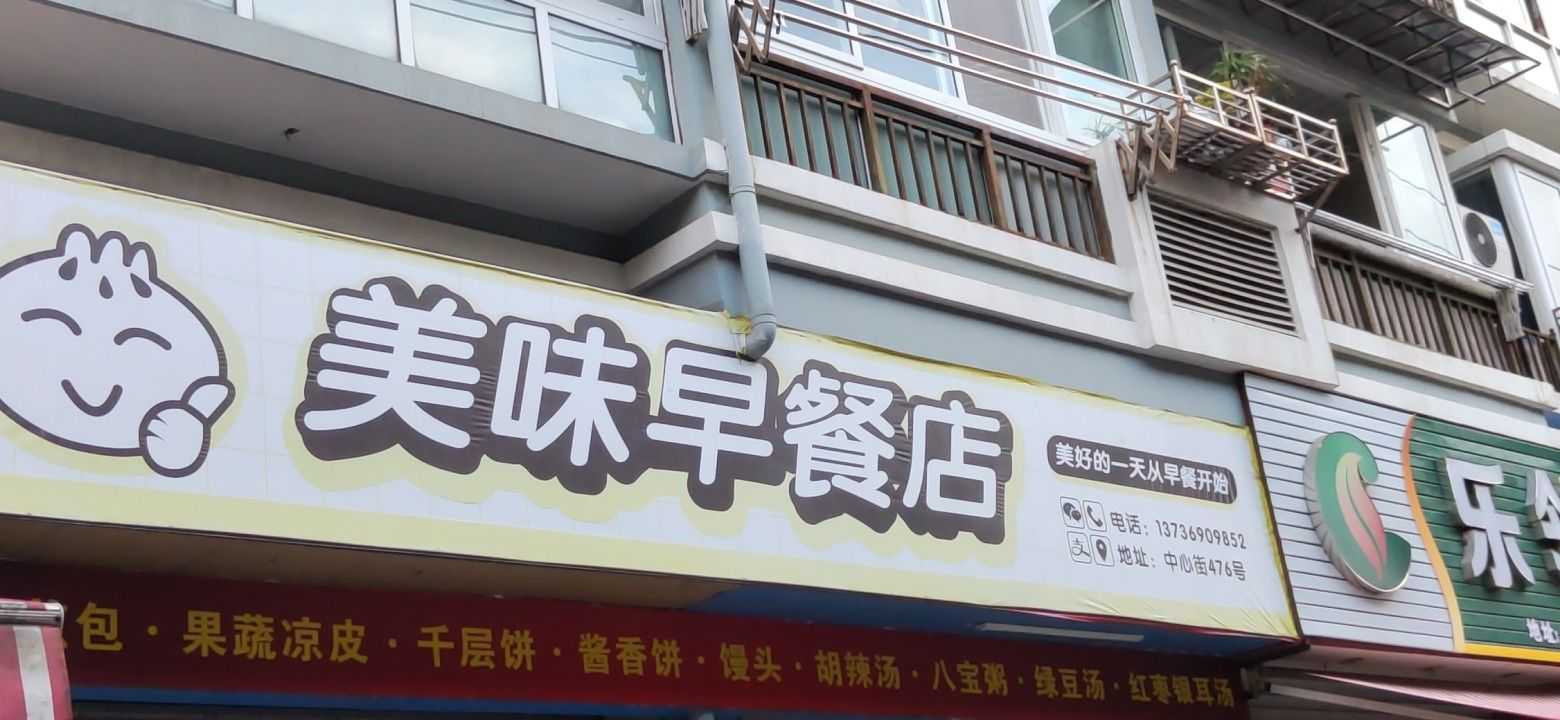 美味早餐店
美好的一天从早餐开始
电话：13736909852
地址：中心街476号
包·果蔬凉皮·千层饼·酱香饼·馒头·胡辣汤·八宝粥·绿豆汤·红枣银耳汤
乐
地址: